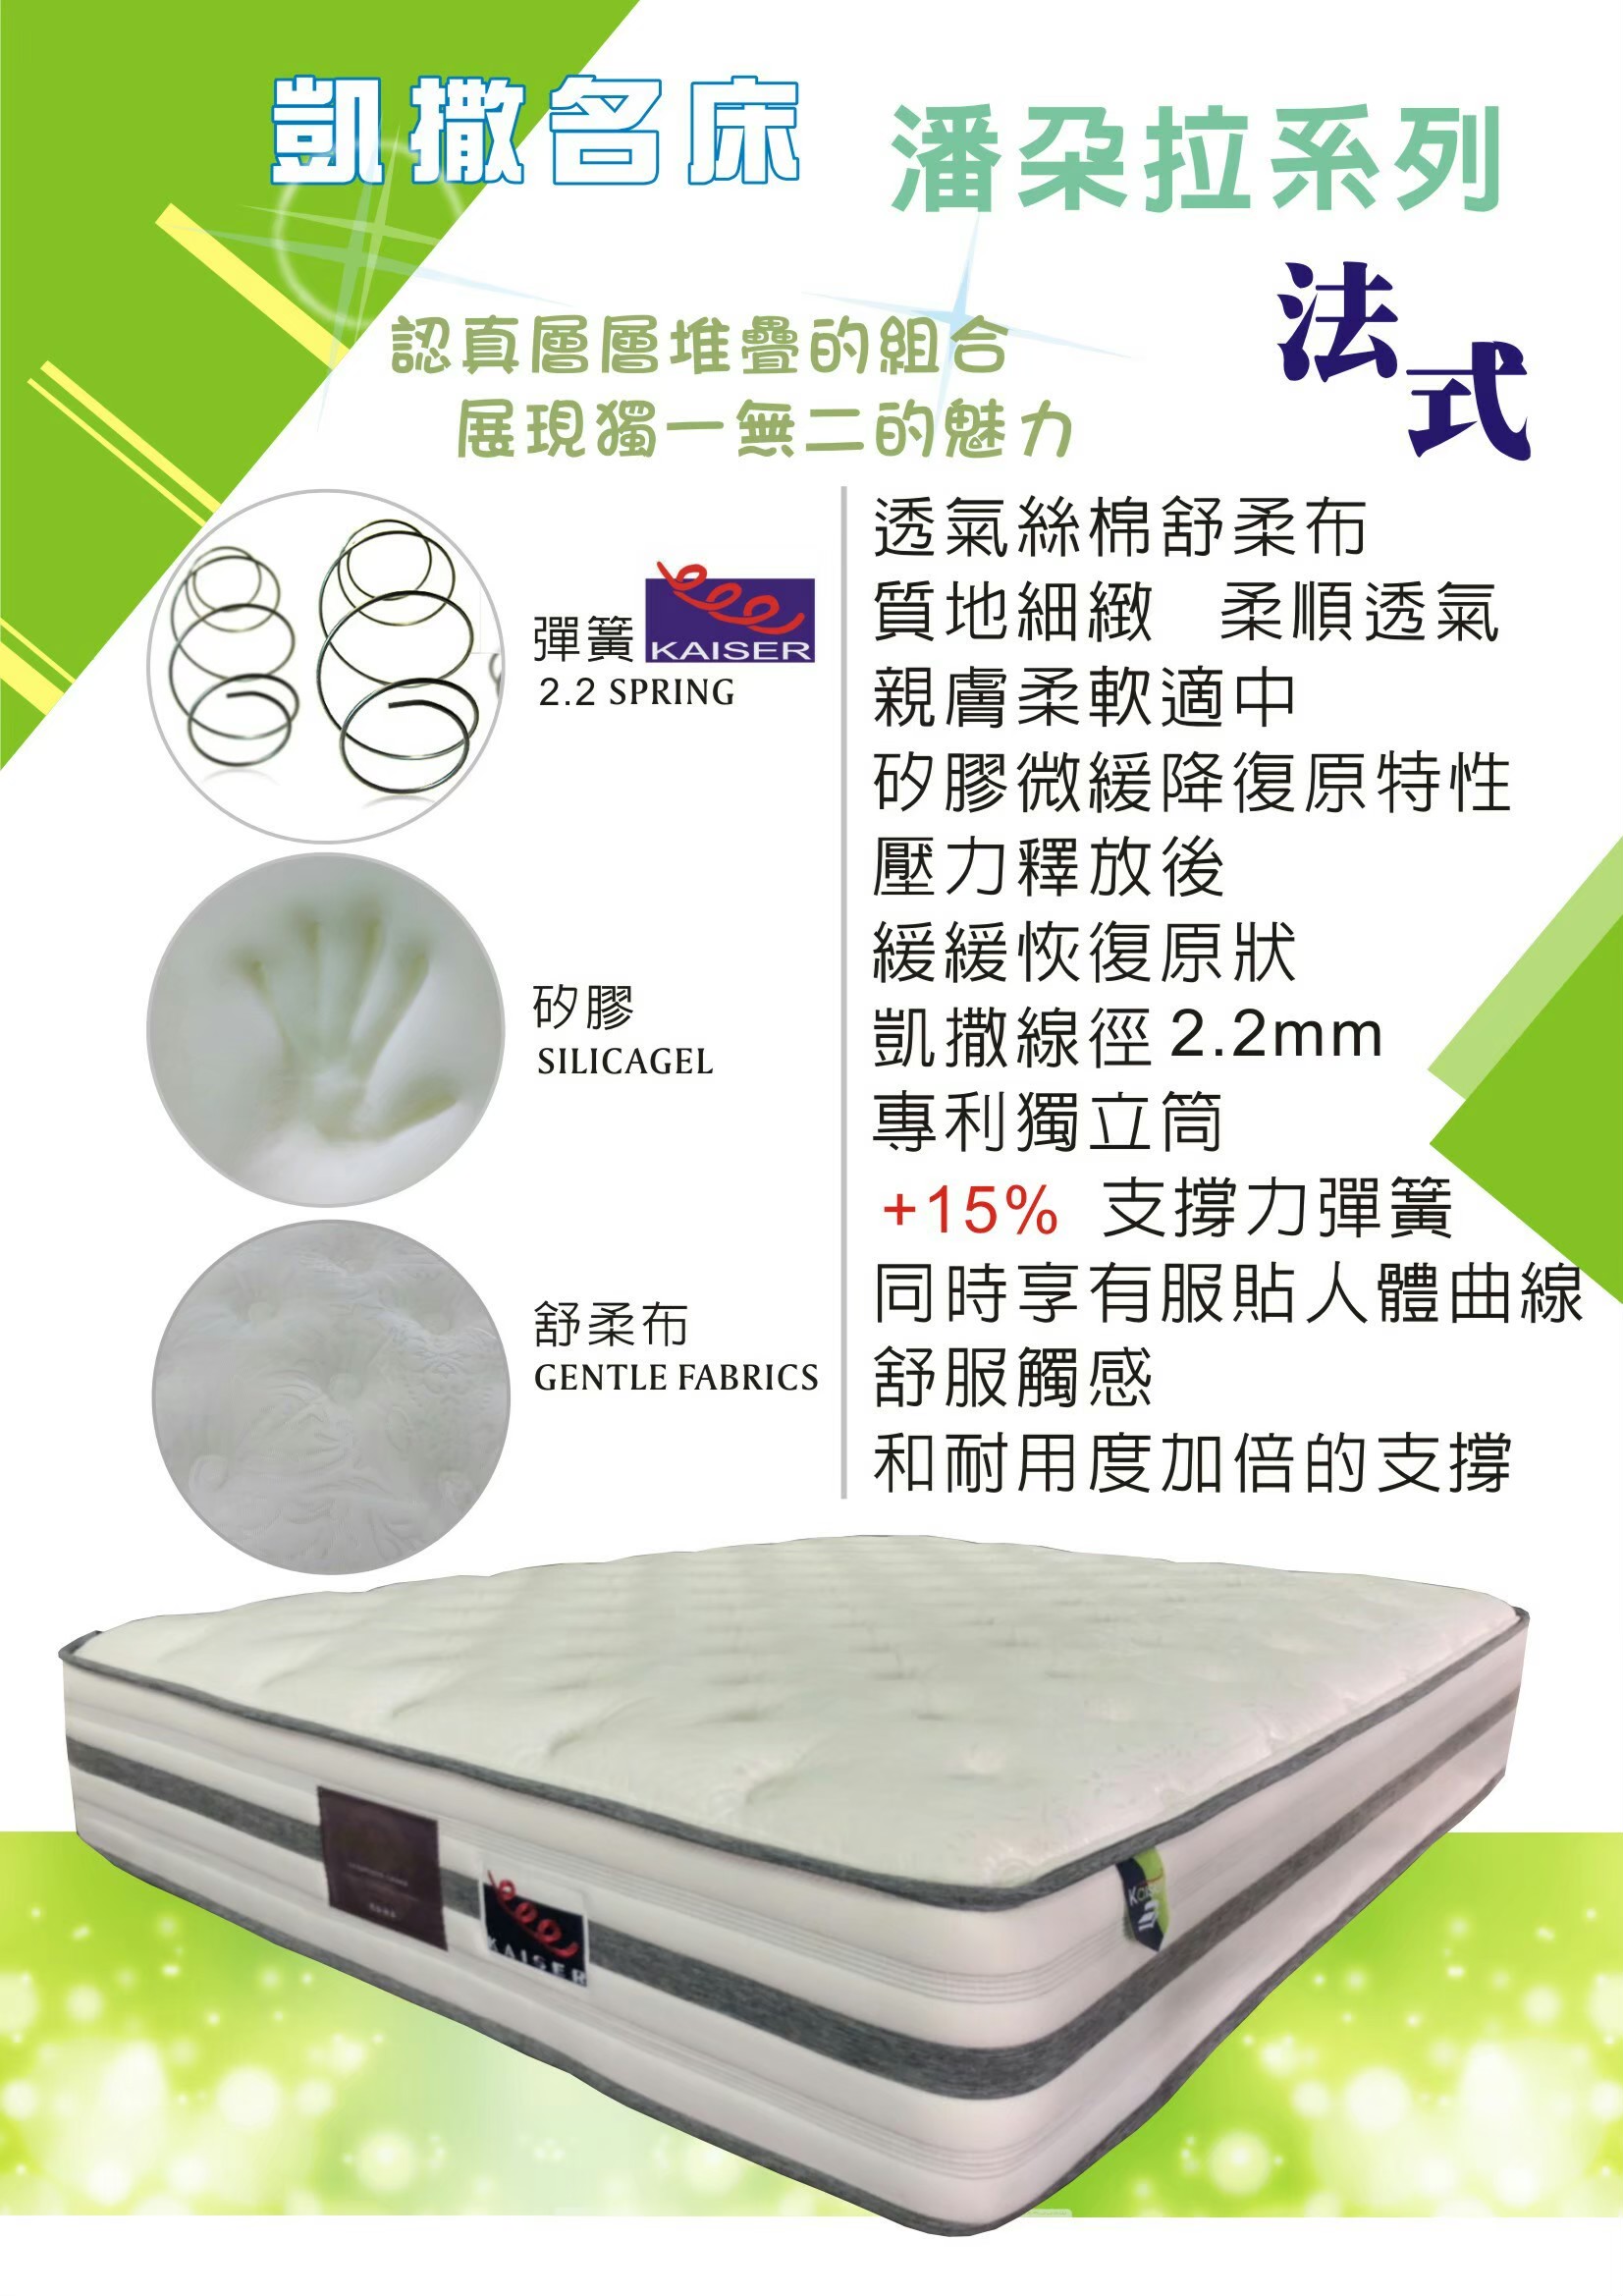 凱撒名床
潘朵拉系列
法式
認真層層堆疊的組合
展現獨一無二的魅力
彈簧
KAISER
2.2 SPRING
矽膠
SILICAGEL
舒柔布
GENTLE FABRICS
透氣絲棉舒柔布
質地細緻 柔順透氣
親膚柔軟適中
矽膠微緩降復原特性
壓力釋放後
緩緩恢復原狀
凱撒線徑2.2mm
專利獨立筒
+15% 支撐力彈簧
同時享有服貼人體曲線
舒服觸感
和耐用度加倍的支撐
KAISER